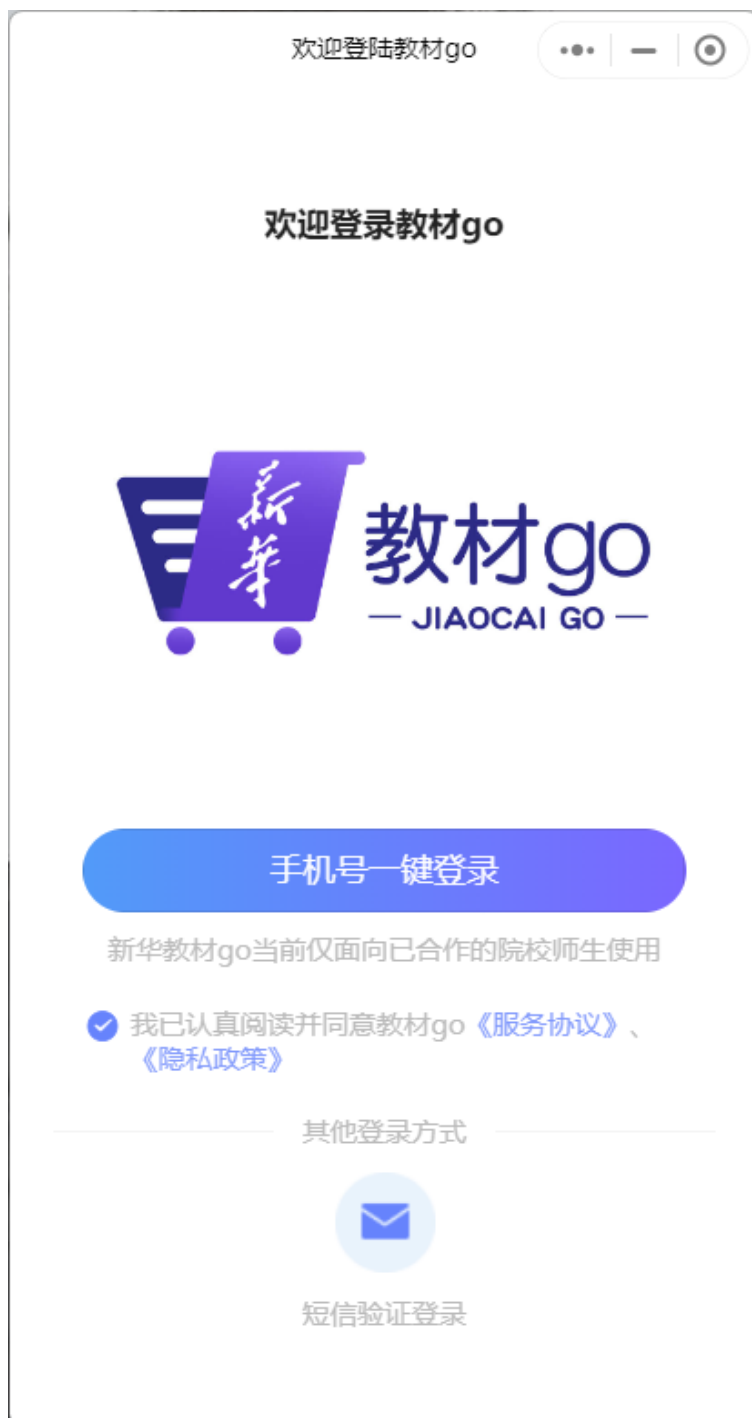 欢迎登陆教材go
欢迎登录教材go
新
華
教材go
— JIAOCAI GO —
手机号一键登录
新华教材go当前仅面向已合作的院校师生使用
我已认真阅读并同意教材go《服务协议》、
《隐私政策》
其他登录方式
短信验证登录